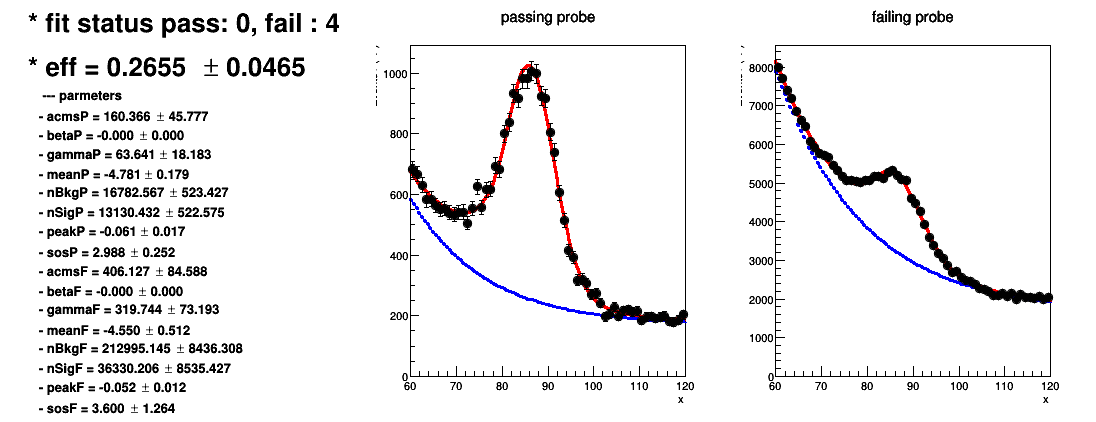 * fit status pass: 0, fail : 4
* eff = 0.2655 ± 0.0465
--- parmeters
- acmsP = 160.366 ± 45.777
- betaP = -0.000 ± 0.000
- gammaP = 63.641 ± 18.183
- meanP = -4.781 ± 0.179
- nBkgP = 16782.567 ± 523.427
- nSigP = 13130.432 ± 522.575
- peakP = -0.061 ± 0.017
- sosP = 2.988 ± 0.252
- acmsF = 406.127 ± 84.588
- betaF = -0.000 ± 0.000
- gammaF = 319.744 ± 73.193
- meanF = -4.550 ± 0.512
- nBkgF = 212995.145 ± 8436.308
- nSigF = 36330.206 ± 8535.427
- peakF = -0.052 ± 0.012
- sosF = 3.600 ± 1.264
passing probe
1000
800
600
400
200
0
60 70 80 90 100 110 120
x
failing probe
8000
7000
6000
5000
4000
3000
2000
1000
0
60 70 80 90 100 110 120
x